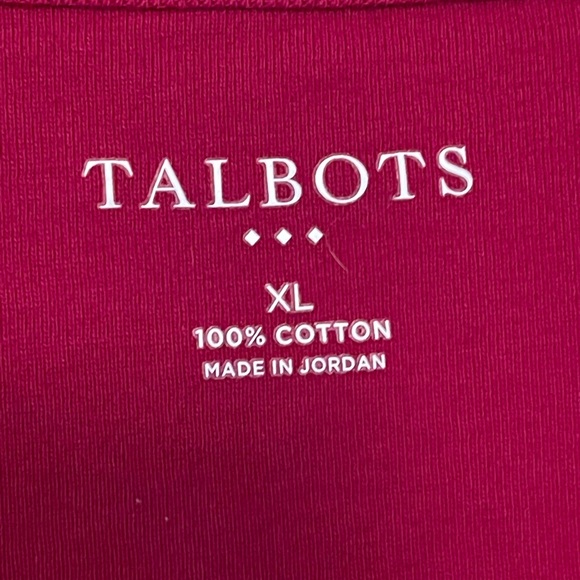 TALBOTS
XL
100% COTTON
MADE IN JORDAN